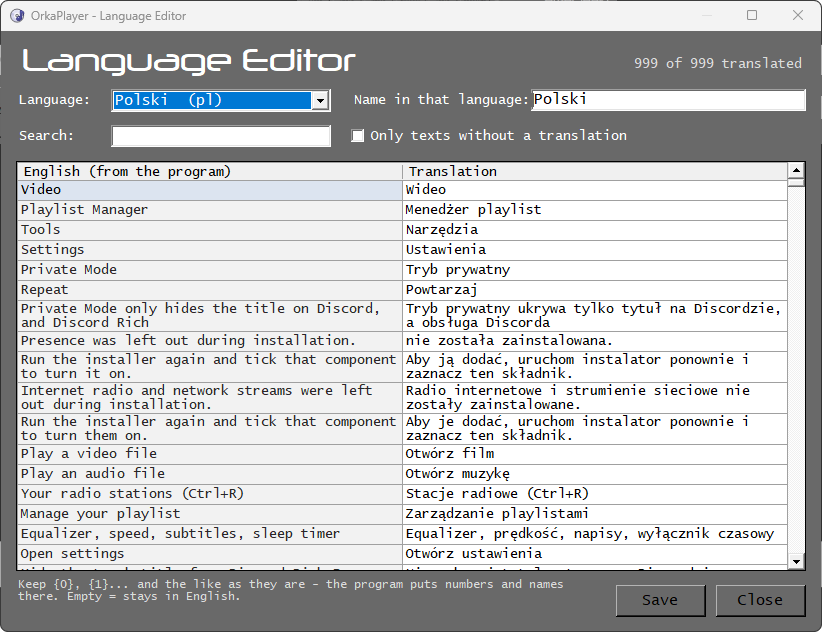 OrkaPlayer - Language Editor
Language Editor
999 of 999 translated
Language:
Polski (pl)
Name in that language:
Polski
Search:
Only texts without a translation
English (from the program)
Translation
Video
Wideo
Playlist Manager
Menedżer playlist
Tools
Narzędzia
Settings
Ustawienia
Private Mode
Tryb prywatny
Repeat
Powtarzaj
Private Mode only hides the title on Discord,
and Discord Rich
Tryb prywatny ukrywa tylko tytuł na Discordzie,
a obsługa Discorda
Presence was left out during installation.
nie została zainstalowana.
Run the installer again and tick that component
to turn it on.
Aby ją dodać, uruchom instalator ponownie i
zaznacz ten składnik.
Internet radio and network streams were left
out during installation.
Radio internetowe i strumienie sieciowe nie
zostały zainstalowane.
Run the installer again and tick that component
to turn them on.
Aby je dodać, uruchom instalator ponownie i
zaznacz ten składnik.
Play a video file
Otwórz film
Play an audio file
Otwórz muzykę
Your radio stations (Ctrl+R)
Stacje radiowe (Ctrl+R)
Manage your playlist
Zarządzanie playlistami
Equalizer, speed, subtitles, sleep timer
Equalizer, prędkość, napisy, wyłącznik czasowy
Open settings
Otwórz ustawienia
Keep {0}, {1}... and the like as they are - the program puts numbers and names
there. Empty = stays in English.
Save
Close